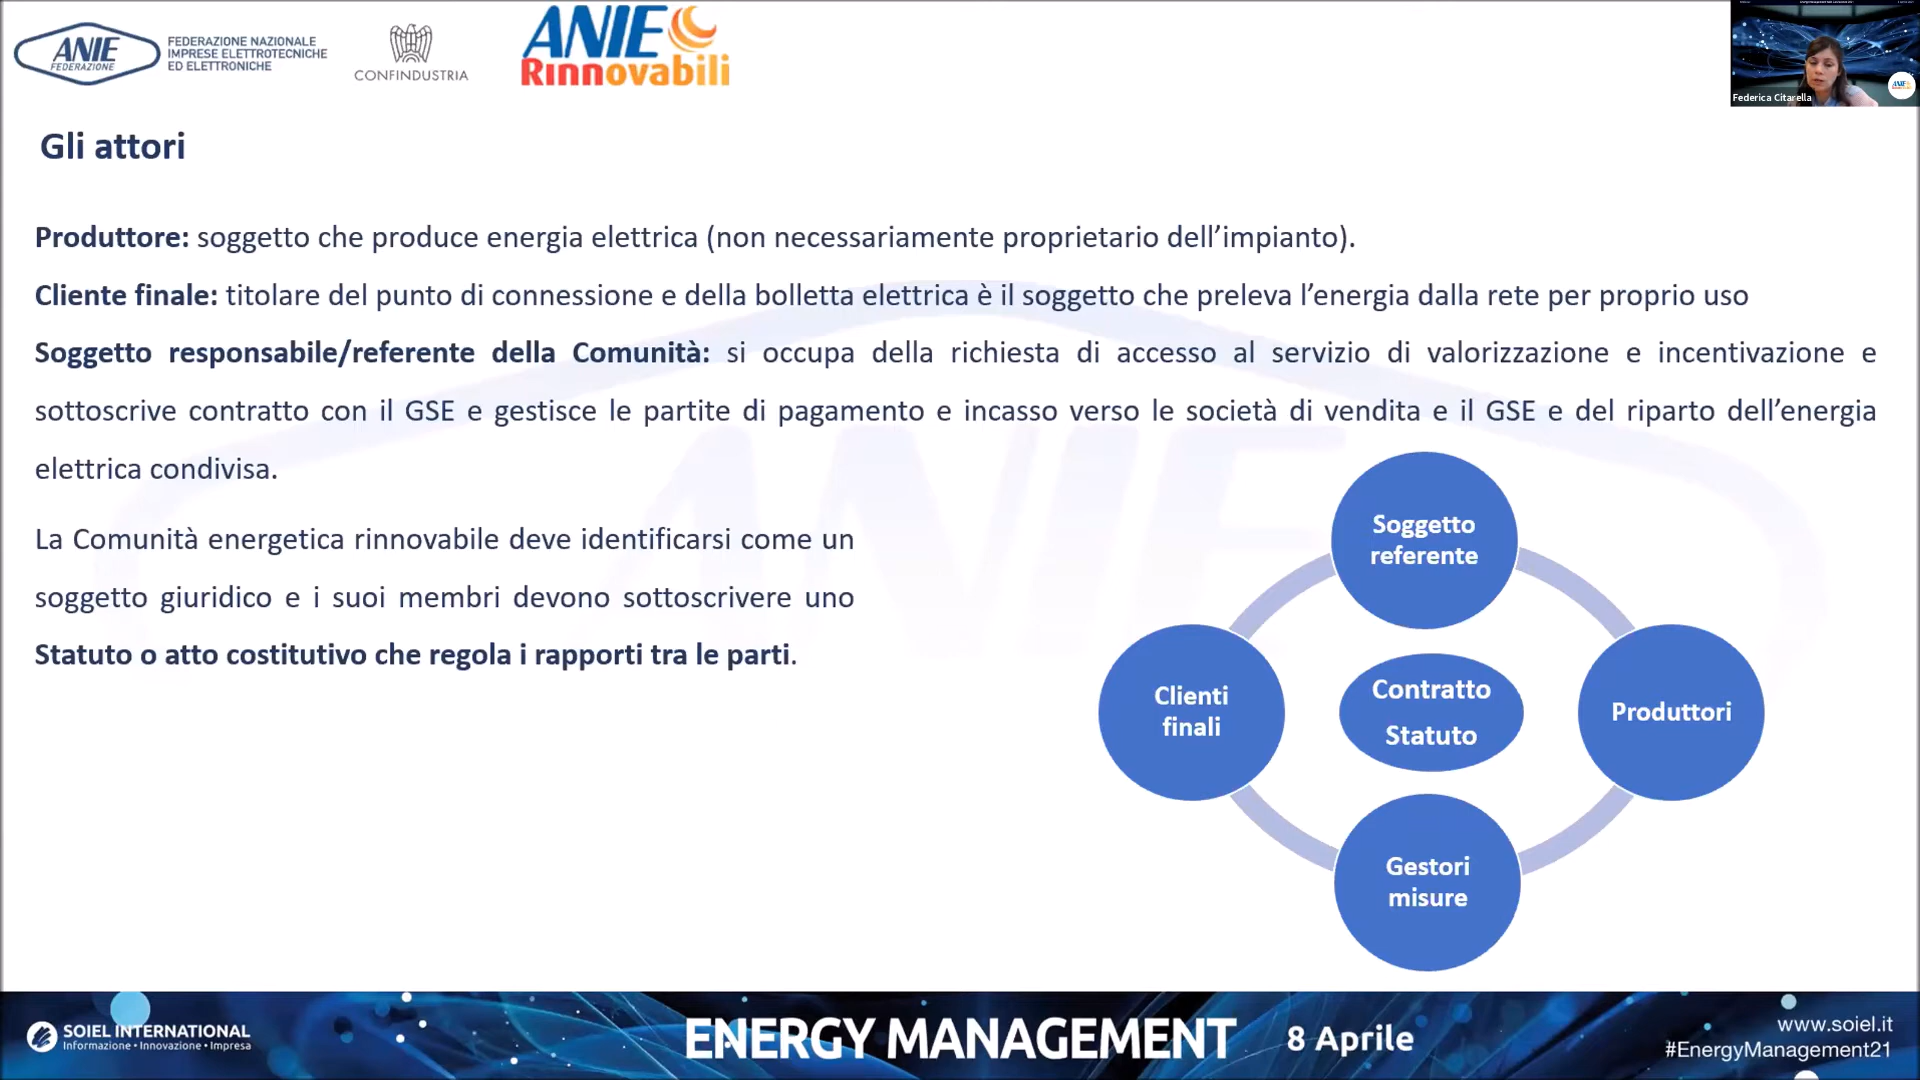 ANIE
FEDERAZIONE
FEDERAZIONE NAZIONALE
IMPRESE ELETTROTECNICHE
ED ELETTRONICHE
CONFINDUSTRIA
ANIE
Rinnovabili
Federica Citarella
Gli attori
Produttore: soggetto che produce energia elettrica (non necessariamente proprietario dell’impianto).
Cliente finale: titolare del punto di connessione e della bolletta elettrica è il soggetto che preleva l’energia dalla rete per proprio uso
Soggetto responsabile/referente della Comunità: si occupa della richiesta di accesso al servizio di valorizzazione e incentivazione e
sottoscrive contratto con il GSE e gestisce le partite di pagamento e incasso verso le società di vendita e il GSE e del riparto dell’energia
elettrica condivisa.
La Comunità energetica rinnovabile deve identificarsi come un
soggetto giuridico e i suoi membri devono sottoscrivere uno
Statuto o atto costitutivo che regola i rapporti tra le parti.
Soggetto
referente
Clienti
finali
Contratto
Statuto
Produttori
Gestori
misure
ANIE
SOIEL INTERNATIONAL
Informazione • Innovazione • Impresa
ENERGY MANAGEMENT
8 Aprile
www.soiel.it
#EnergyManagement21